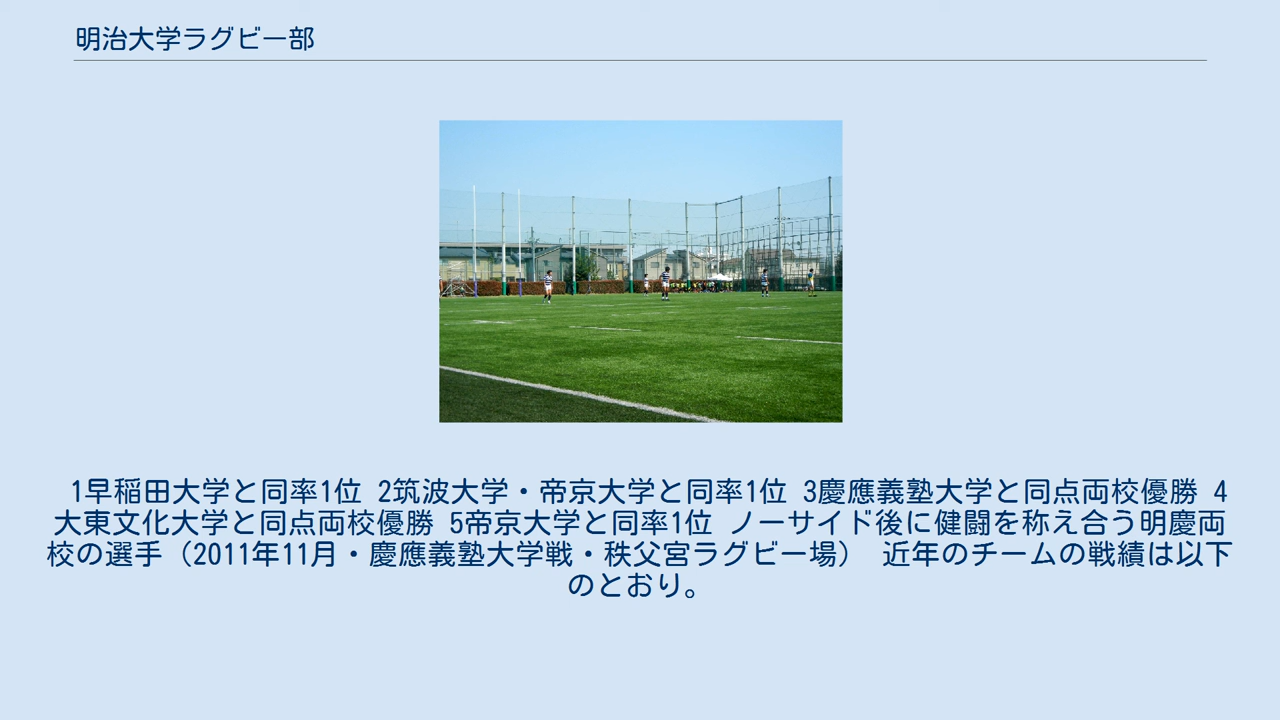 明治大学ラグビー部
1早稲田大学と同率1位 2筑波大学・帝京大学と同率1位 3慶應義塾大学と同点両校優勝 4
大東文化大学と同点両校優勝 5帝京大学と同率1位 ノーサイド後に健闘を称え合う明慶両
校の選手（2011年11月・慶應義塾大学戦・秩父宮ラグビー場） 近年のチームの戦績は以下
のとおり。